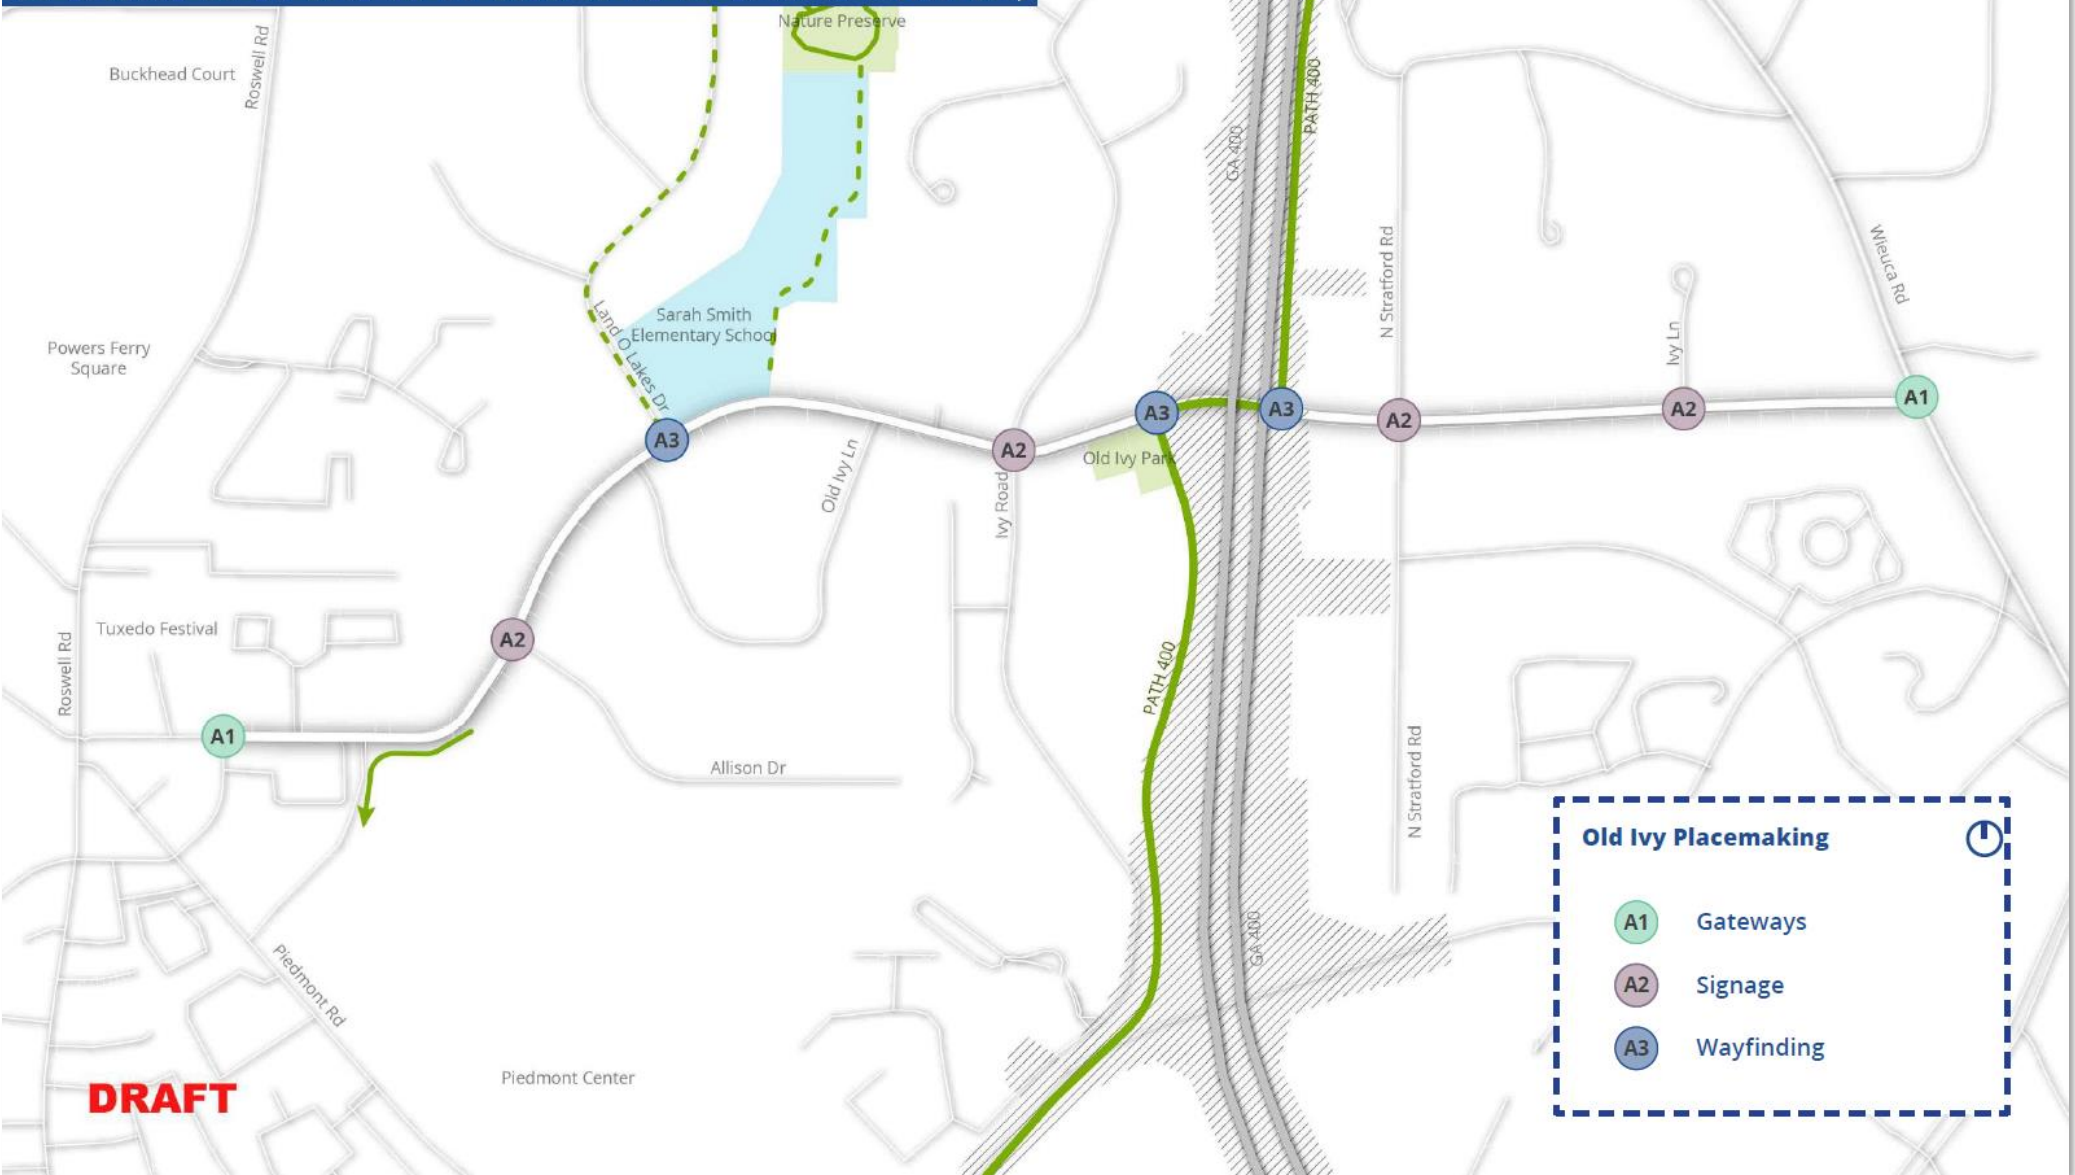 Nature Preserve
Buckhead Court
Roswell Rd
PATH 400
GA 400
N Stratford Rd
Wieuca Rd
Sarah Smith
Elementary School
Land O Lakes Dr
Powers Ferry
Square
Ivy Ln
A1
A3
A3
A2
A2
A3
A2
Old Ivy Park
Old Ivy Ln
Ivy Road
Tuxedo Festival
A2
Roswell Rd
PATH 400
A1
Allison Dr
N Stratford Rd
Old Ivy Placemaking
A1 Gateways
A2 Signage
A3 Wayfinding
GA 400
Piedmont Rd
Piedmont Center
DRAFT